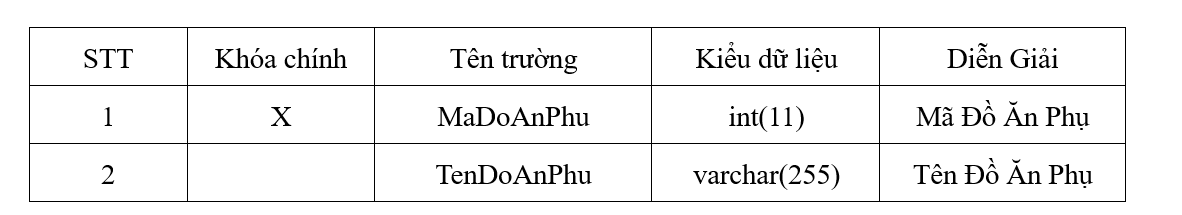 STT Khóa chính Tên trường Kiểu dữ liệu Diễn Giải
1 X MaDoAnPhu int(11) Mã Đồ Ăn Phụ
2 TenDoAnPhu varchar(255) Tên Đồ Ăn Phụ